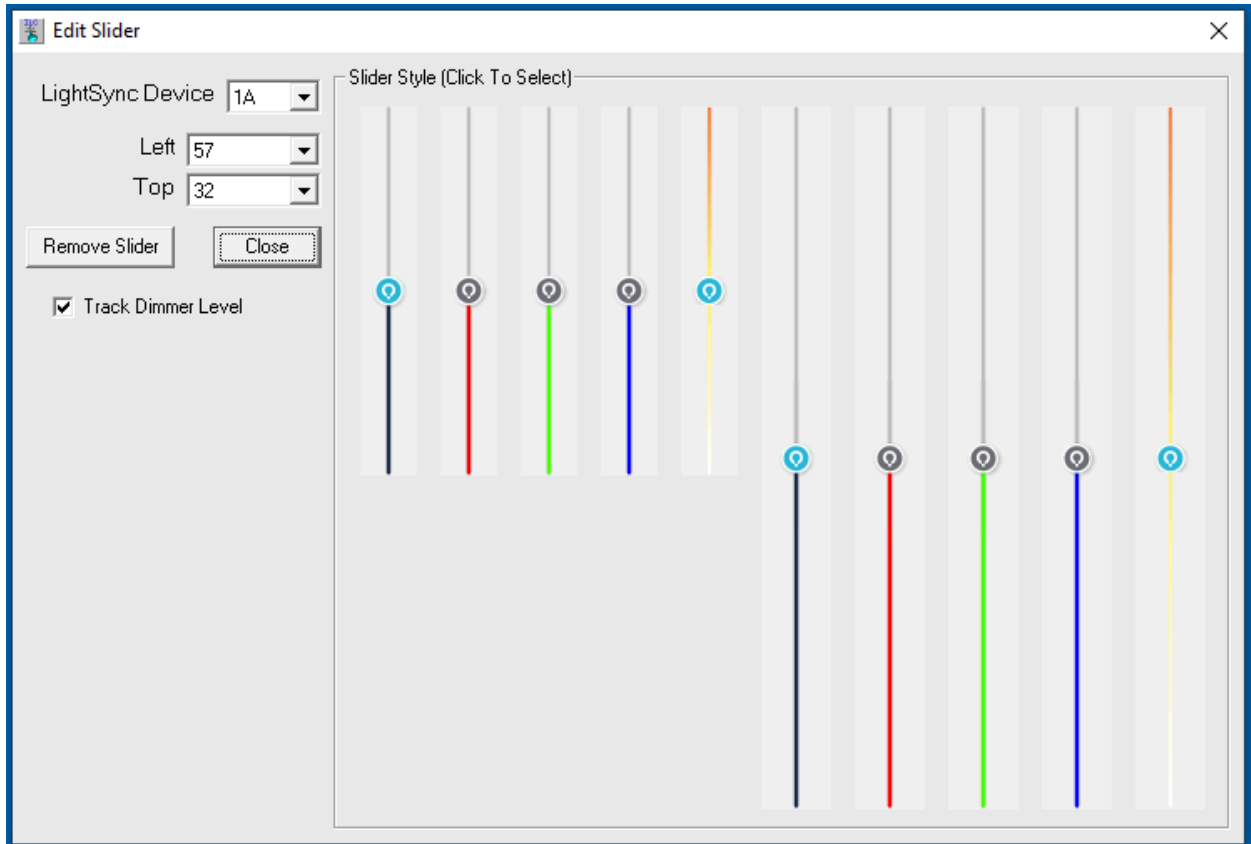 Edit Slider
LightSync Device 1A
Left 57
Top 32
Remove Slider Close
Track Dimmer Level
Slider Style (Click To Select)